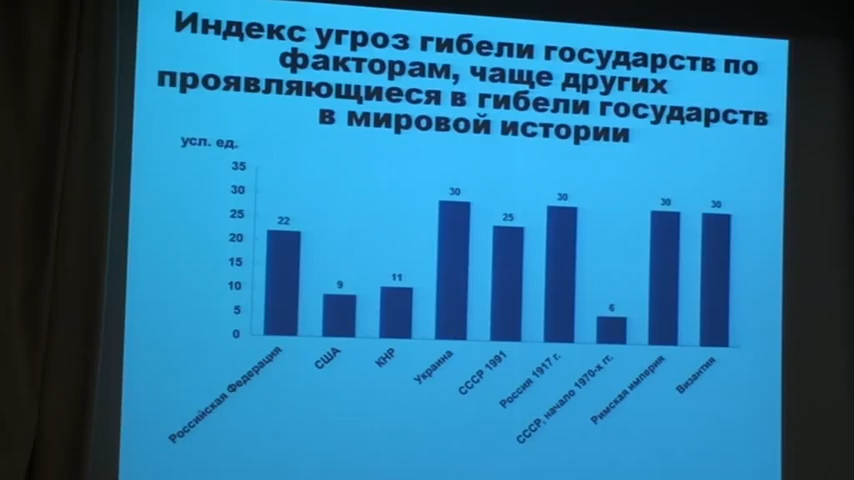 Индекс угроз гибели государств по
факторам, чаще других
проявляющиеся в гибели государств
в мировой истории
усл. ед.
35
30
25
20
15
10
5
0
22
9
11
30
25
30
6
30
30
Российская Федерация
США
КНР
Украина
СССР 1991
Россия 1917 г.
СССР, начало 1970-х гг.
Римская империя
Византия